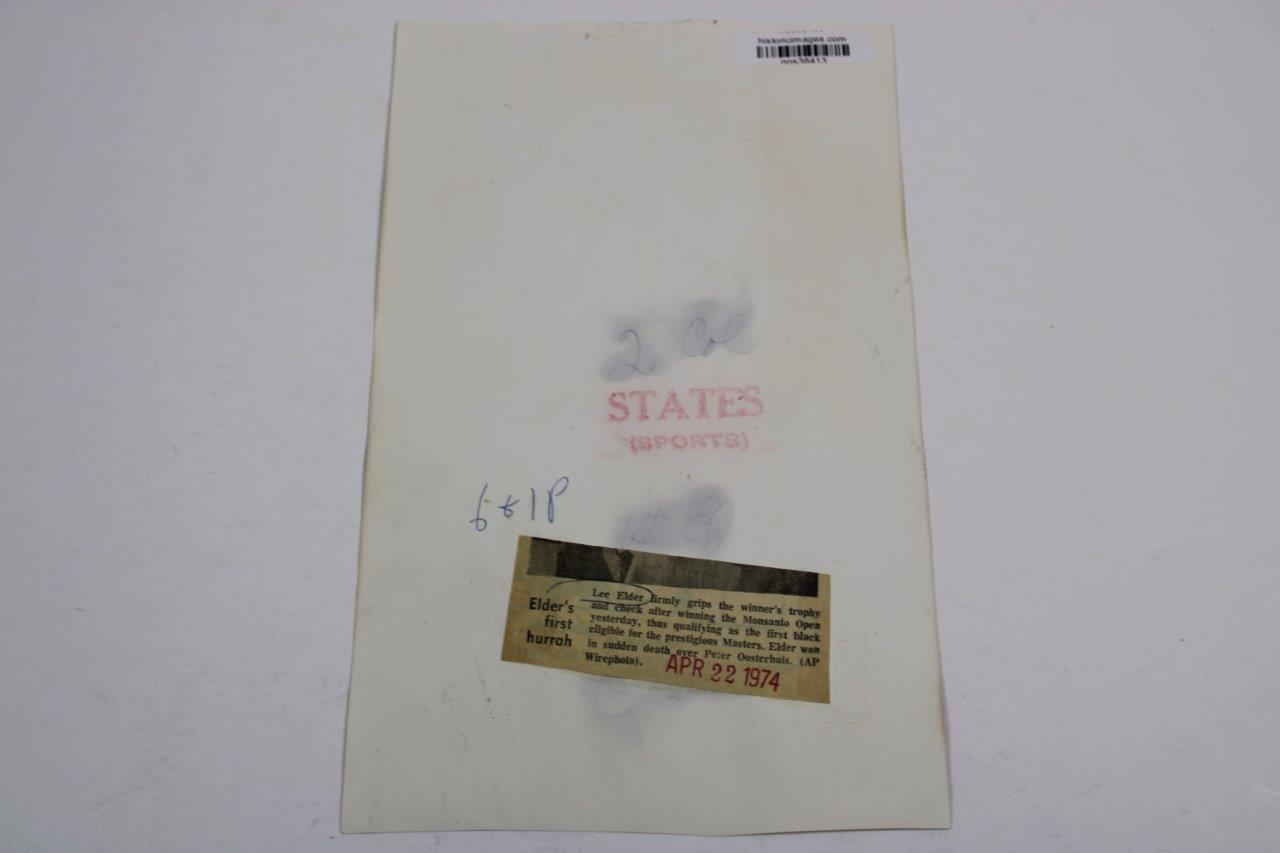 historicimages.com
nos38413
2 Col
STATES
(SPORTS)
Elder's
first
hurrah
Lee Elder firmly grips the winner's trophy
and check after winning the Monsanto Open
yesterday, thus qualifying as the first black
eligible for the prestigious Masters. Elder won
in sudden death over Peter Oosterhuis. (AP
Wirephoto).
APR 22 1974